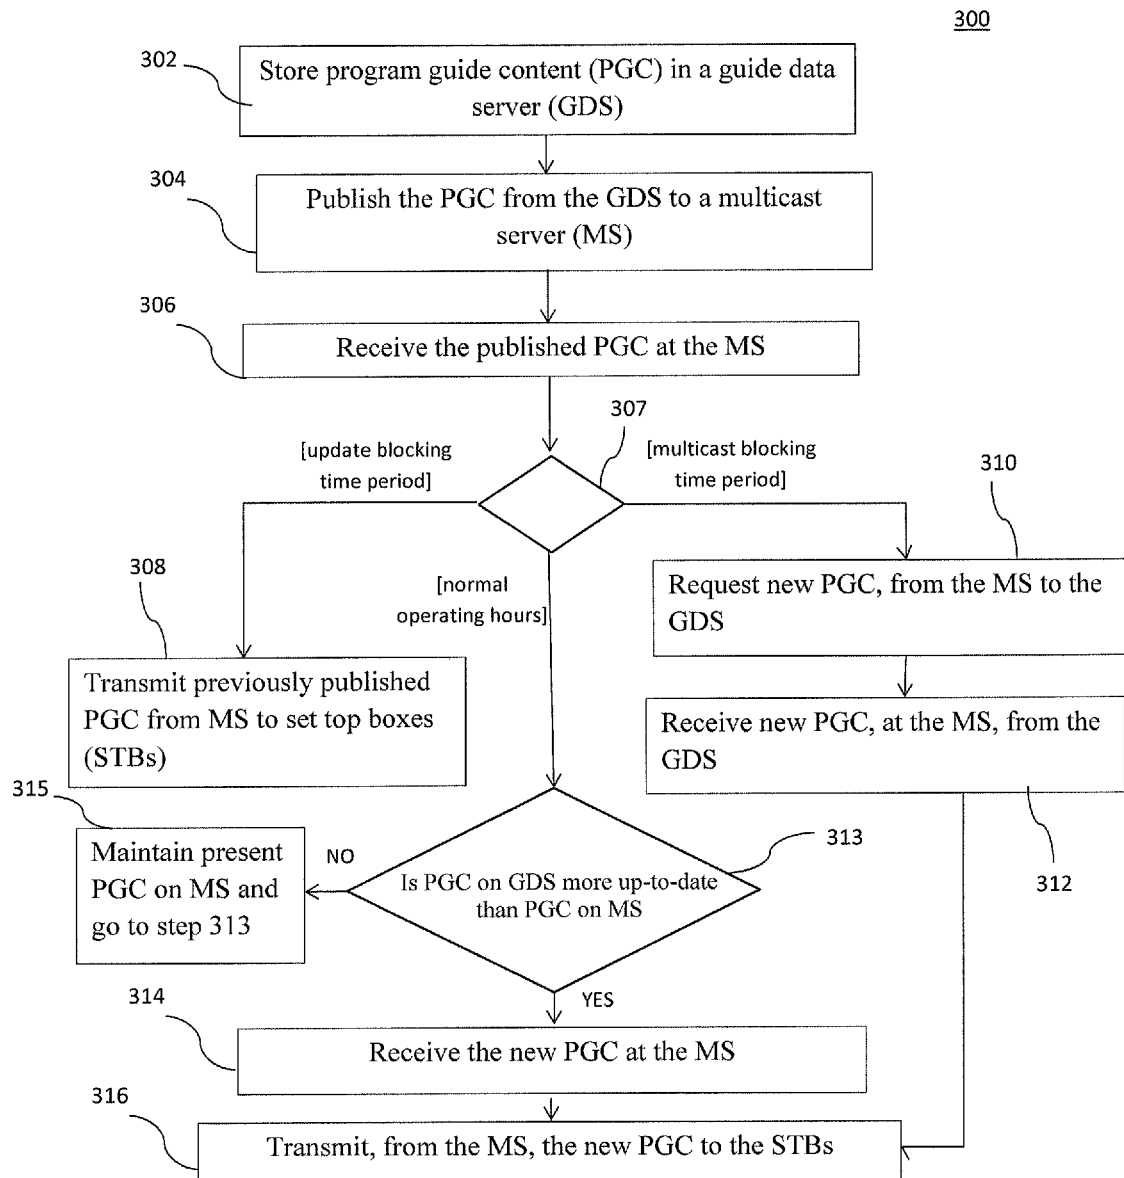 300
302
Store program guide content (PGC) in a guide data
server (GDS)
304
Publish the PGC from the GDS to a multicast
server (MS)
306
Receive the published PGC at the MS
307
[update blocking
time period]
[multicast blocking
time period]
310
308
[normal
operating hours]
Request new PGC, from the MS to the
GDS
Transmit previously published
PGC from MS to set top boxes
(STBs)
Receive new PGC, at the MS, from the
GDS
315
313
312
Maintain present
PGC on MS and
go to step 313
NO
Is PGC on GDS more up-to-date
than PGC on MS
YES
314
Receive the new PGC at the MS
316
Transmit, from the MS, the new PGC to the STBs